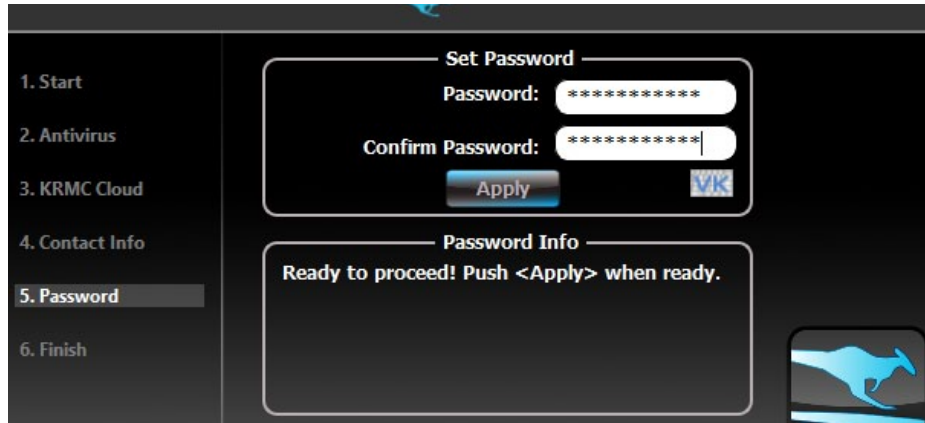 1. Start
2. Antivirus
3. KRMC Cloud
4. Contact Info
5. Password
6. Finish
Set Password
Password: ***********
Confirm Password: ***********
Apply
VK
Password Info
Ready to proceed! Push <Apply> when ready.